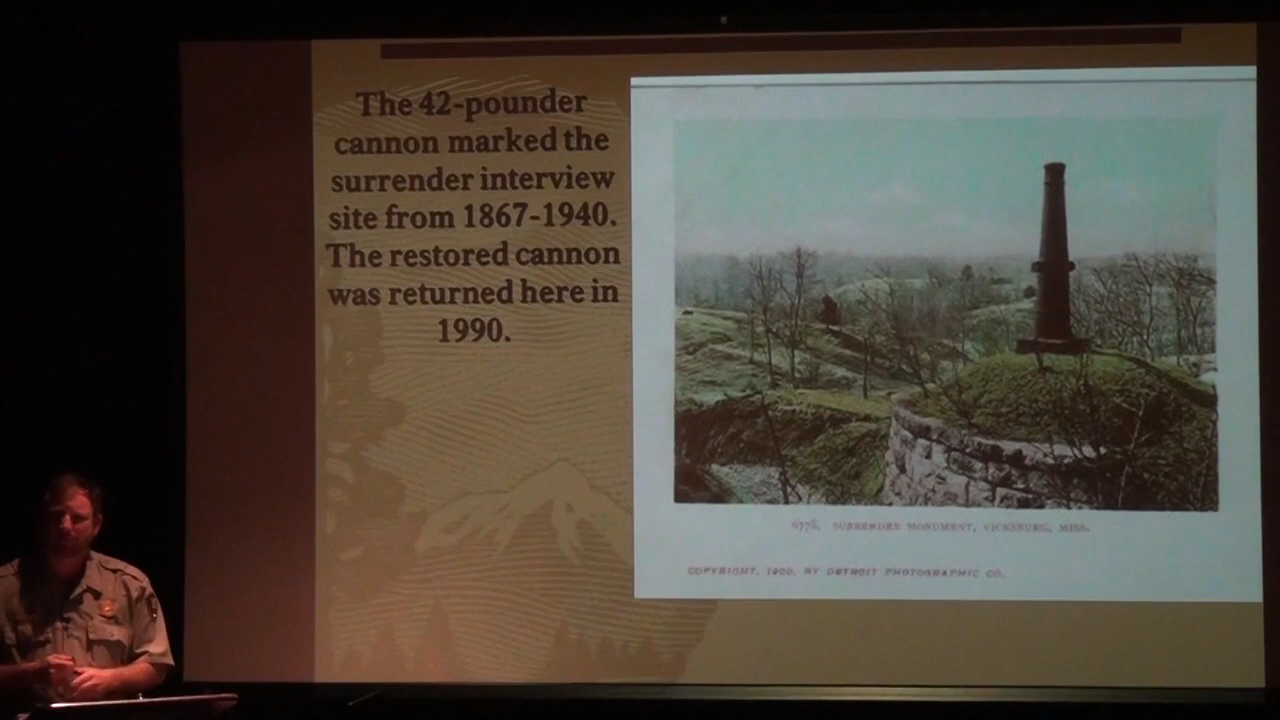 The 42-pounder
cannon marked the
surrender interview
site from 1867-1940.
The restored cannon
was returned here in
1990.
6778. SURRENDER MONUMENT, VICKSBURG, MISS.
COPYRIGHT, 1900, BY DETROIT PHOTOGRAPHIC CO.